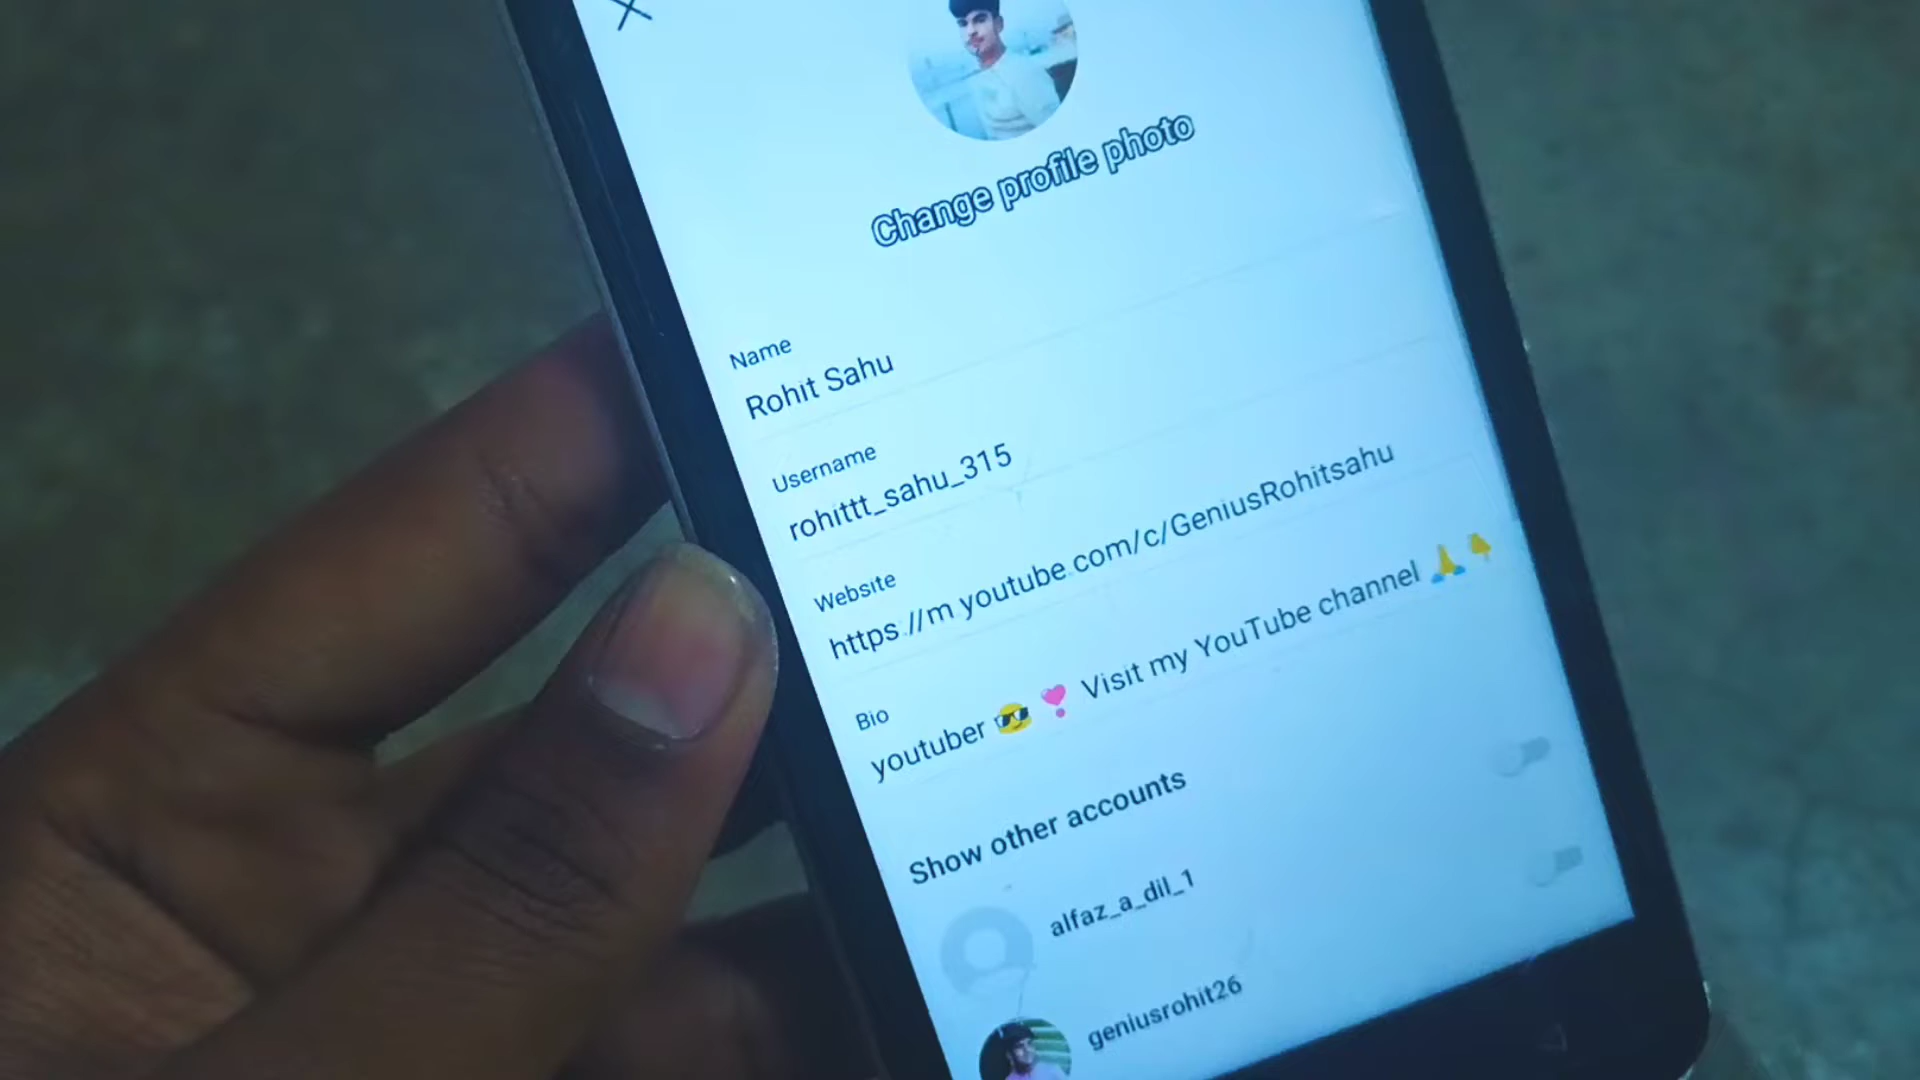 Change profile photo
Name
Rohit Sahu
Username
rohittt_sahu_315
Website
https://m.youtube.com/c/GeniusRohitsahu
Bio
youtuber 😎 ❣️ Visit my YouTube channel 🙏👇
Show other accounts
alfaz_a_dil_1
geniusrohit26